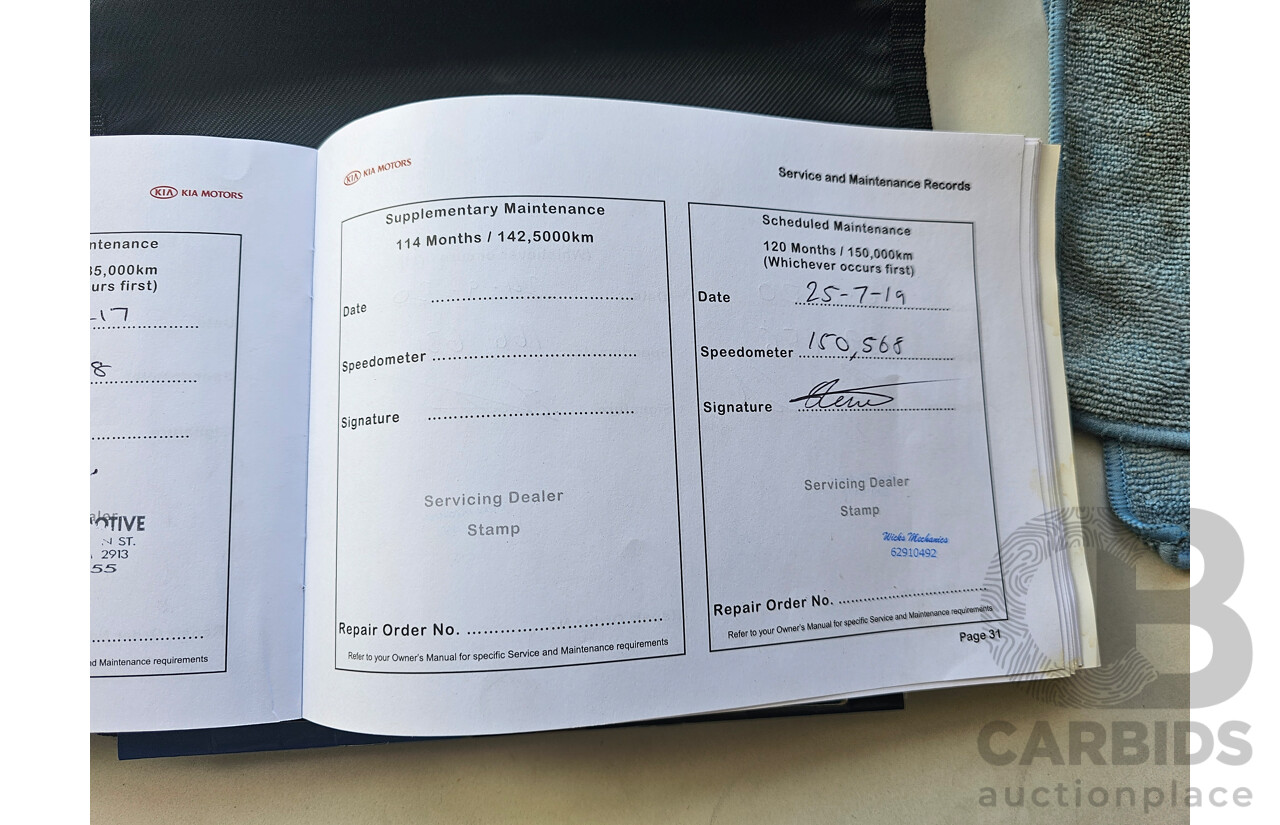 KIA KIA MOTORS
ntenance
35,000km
urs first)
-17
8
OTIVE
N ST.
2913
55
nd Maintenance requirements
KIA KIA MOTORS
Service and Maintenance Records
Supplementary Maintenance
114 Months / 142,5000km
Date
Speedometer
Signature
Servicing Dealer
Stamp
Repair Order No.
Refer to your Owner's Manual for specific Service and Maintenance requirements
Scheduled Maintenance
120 Months / 150,000km
(Whichever occurs first)
Date 25-7-19
Speedometer 150,568
Signature
Servicing Dealer
Stamp
Wicks Mechanics
62910492
Repair Order No.
Refer to your Owner's Manual for specific Service and Maintenance requirements
Page 31
CARBIDS
auctionplace